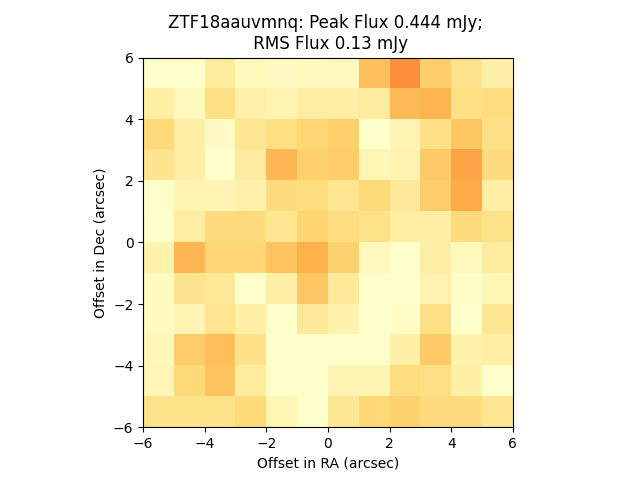 ZTF18aauvmnq: Peak Flux 0.444 mJy;
RMS Flux 0.13 mJy
6
4
2
0
−2
−4
−6
Offset in Dec (arcsec)
−6 −4 −2 0 2 4 6
Offset in RA (arcsec)